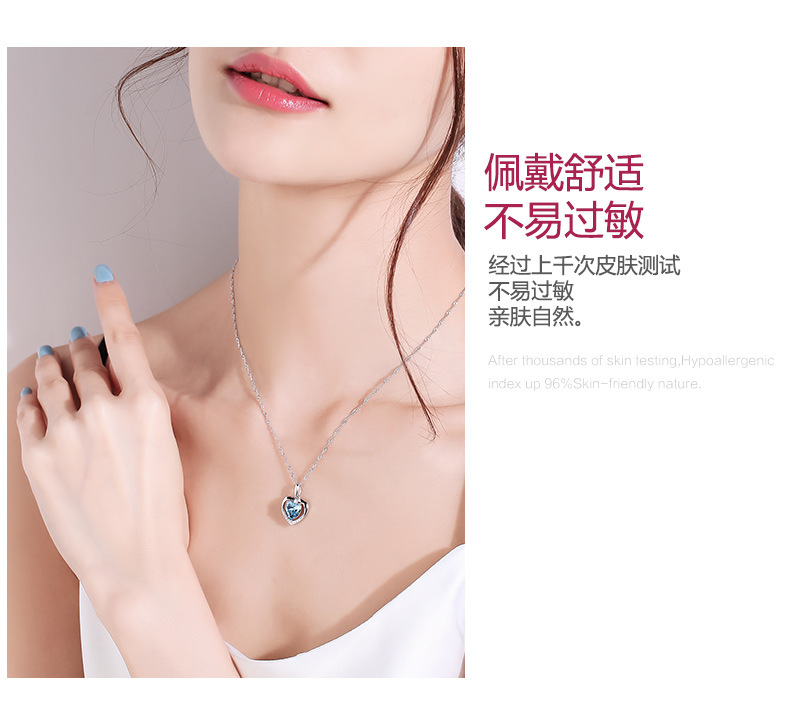 佩戴舒适
不易过敏
经过上千次皮肤测试
不易过敏
亲肤自然。
After thousands of skin testing,Hypoallergenic
index up 96%Skin-friendly nature.